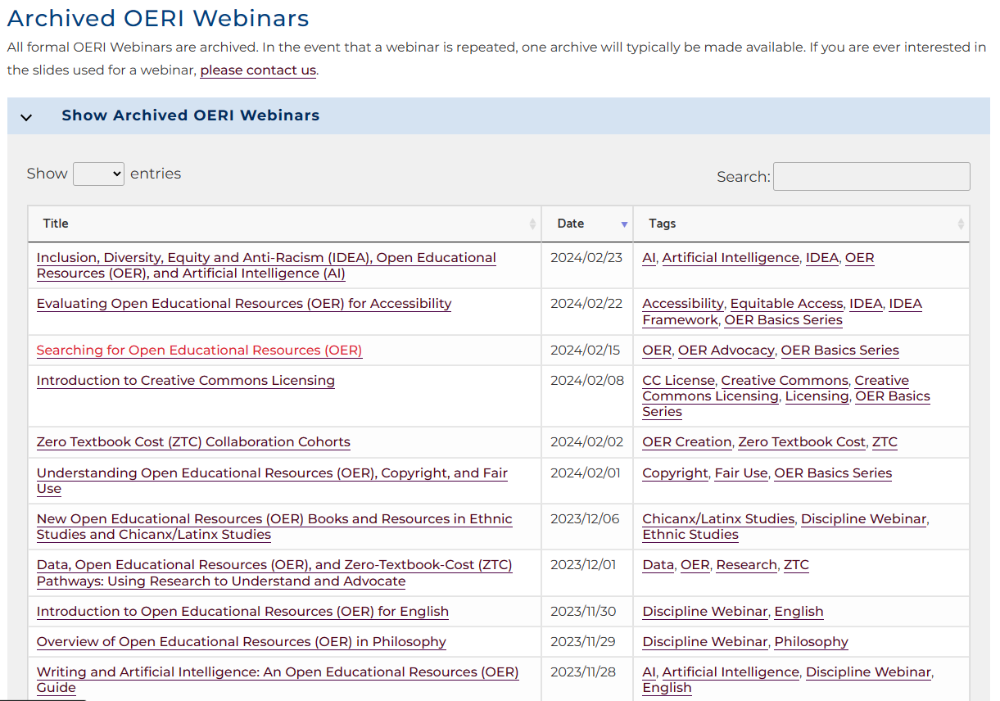 Archived OERI Webinars
All formal OERI Webinars are archived. In the event that a webinar is repeated, one archive will typically be made available. If you are ever interested in
the slides used for a webinar, please contact us.
Show Archived OERI Webinars
Show entries Search:
Title Date Tags
Inclusion, Diversity, Equity and Anti-Racism (IDEA), Open Educational
Resources (OER), and Artificial Intelligence (AI)
2024/02/23
AI, Artificial Intelligence, IDEA, OER
Evaluating Open Educational Resources (OER) for Accessibility
2024/02/22
Accessibility, Equitable Access, IDEA, IDEA
Framework, OER Basics Series
Searching for Open Educational Resources (OER)
2024/02/15
OER, OER Advocacy, OER Basics Series
Introduction to Creative Commons Licensing
2024/02/08
CC License, Creative Commons, Creative
Commons Licensing, Licensing, OER Basics
Series
Zero Textbook Cost (ZTC) Collaboration Cohorts
2024/02/02
OER Creation, Zero Textbook Cost, ZTC
Understanding Open Educational Resources (OER), Copyright, and Fair
Use
2024/02/01
Copyright, Fair Use, OER Basics Series
New Open Educational Resources (OER) Books and Resources in Ethnic
Studies and Chicanx/Latinx Studies
2023/12/06
Chicanx/Latinx Studies, Discipline Webinar,
Ethnic Studies
Data, Open Educational Resources (OER), and Zero-Textbook-Cost (ZTC)
Pathways: Using Research to Understand and Advocate
2023/12/01
Data, OER, Research, ZTC
Introduction to Open Educational Resources (OER) for English
2023/11/30
Discipline Webinar, English
Overview of Open Educational Resources (OER) in Philosophy
2023/11/29
Discipline Webinar, Philosophy
Writing and Artificial Intelligence: An Open Educational Resources (OER)
Guide
2023/11/28
AI, Artificial Intelligence, Discipline Webinar,
English